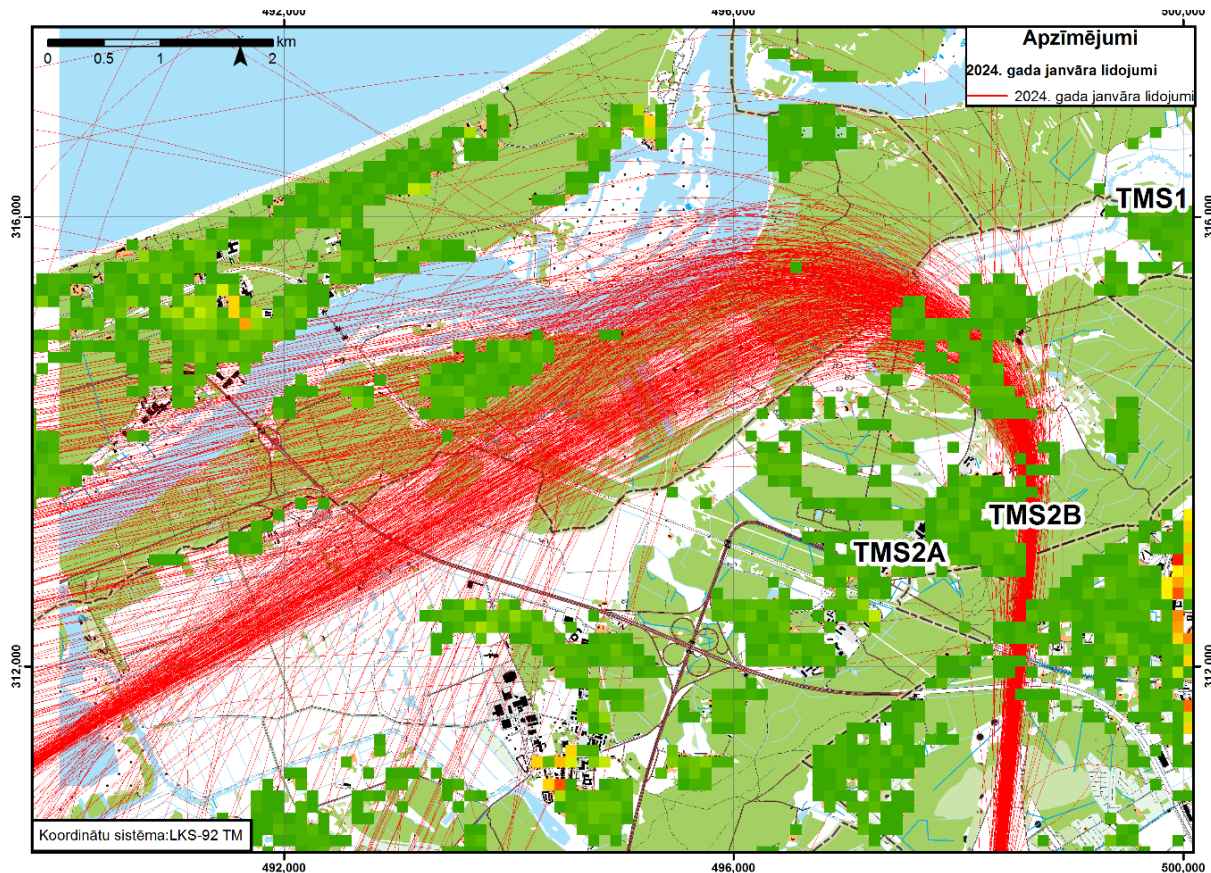 492,000
496,000
500,000
0
0.5
1
2
km
Apzīmējumi
2024. gada janvāra lidojumi
2024. gada janvāra lidojumi
316,000
316,000
TMS1
TMS2B
TMS2A
312,000
312,000
Koordinātu sistēma:LKS-92 TM
492,000
496,000
500,000